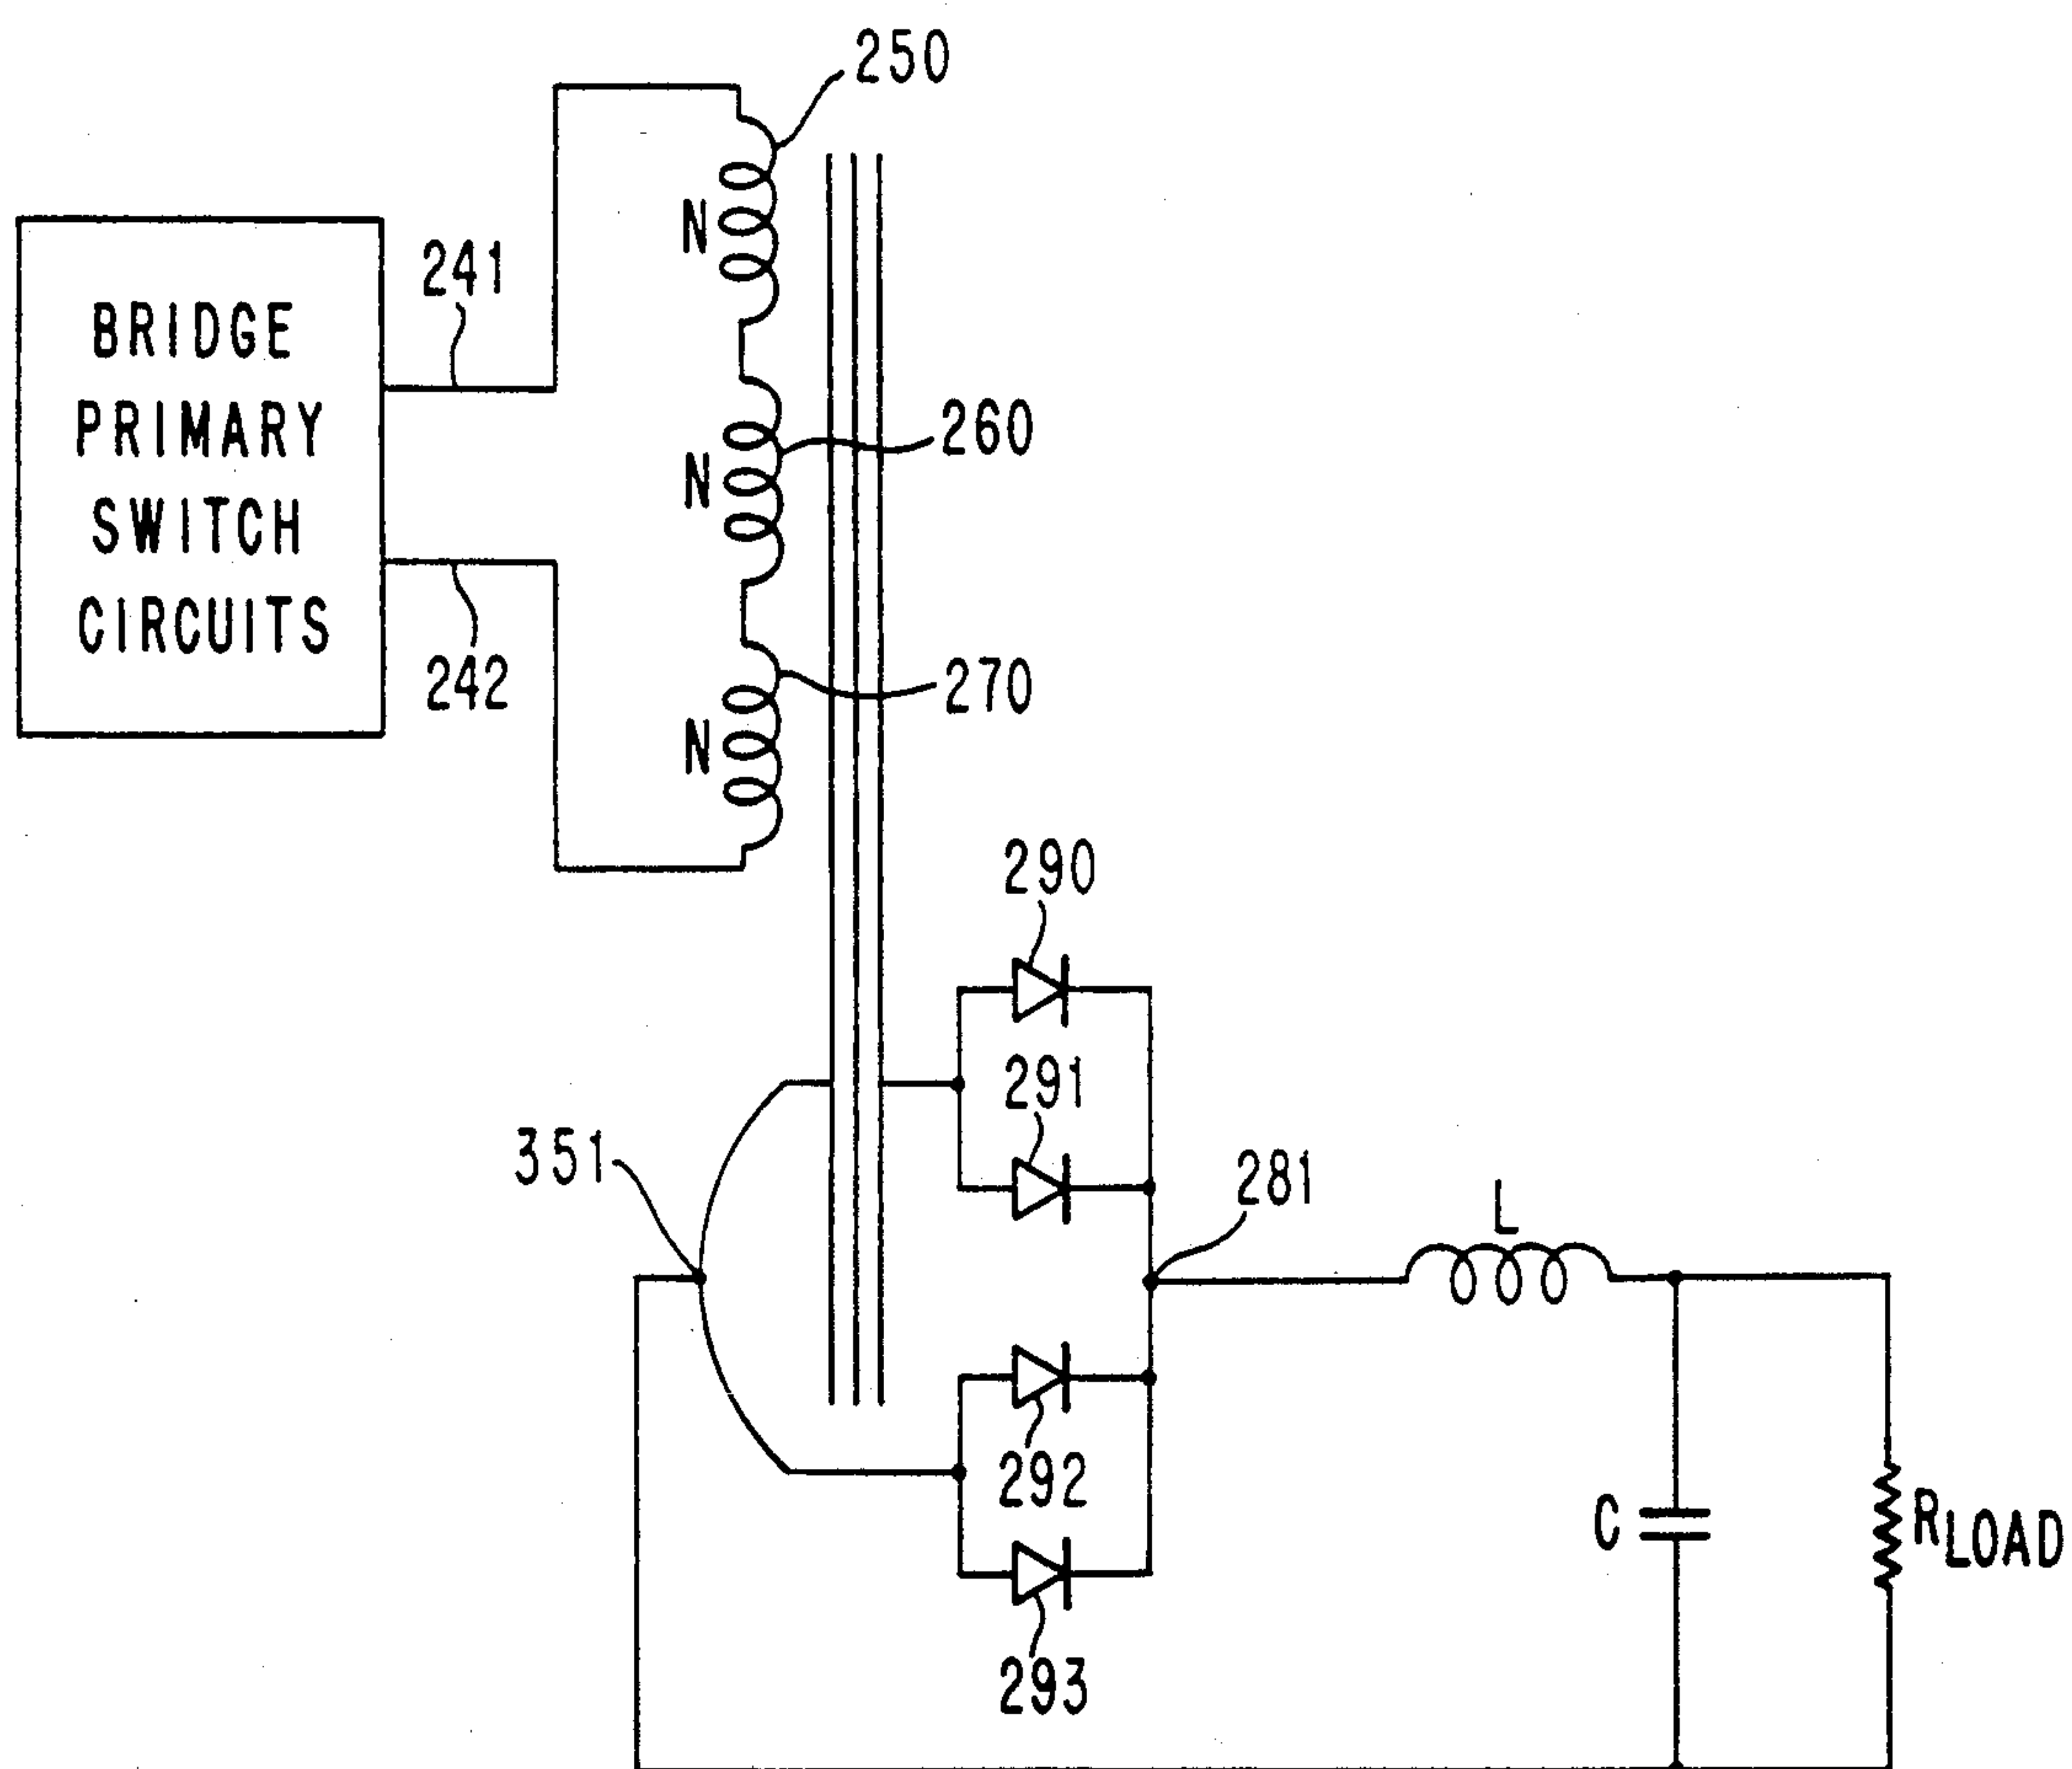 250
N
241
BRIDGE
PRIMARY
SWITCH
CIRCUITS
260
N
242
270
N
290
291
351
281
L
292
C
RLOAD
293